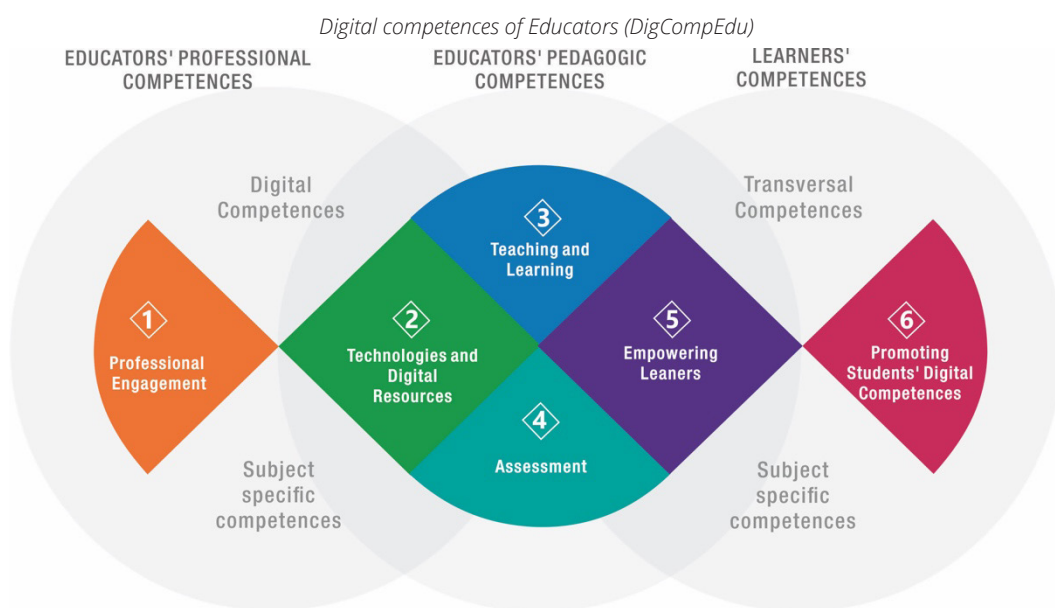 Digital competences of Educators (DigCompEdu)
EDUCATORS' PROFESSIONAL
COMPETENCES
EDUCATORS' PEDAGOGIC
COMPETENCES
LEARNERS'
COMPETENCES
Digital
Competences
Transversal
Competences
1
Professional
Engagement
2
Technologies and
Digital
Resources
3
Teaching and
Learning
4
Assessment
5
Empowering
Leaners
6
Promoting
Students' Digital
Competences
Subject
specific
competences
Subject
specific
competences